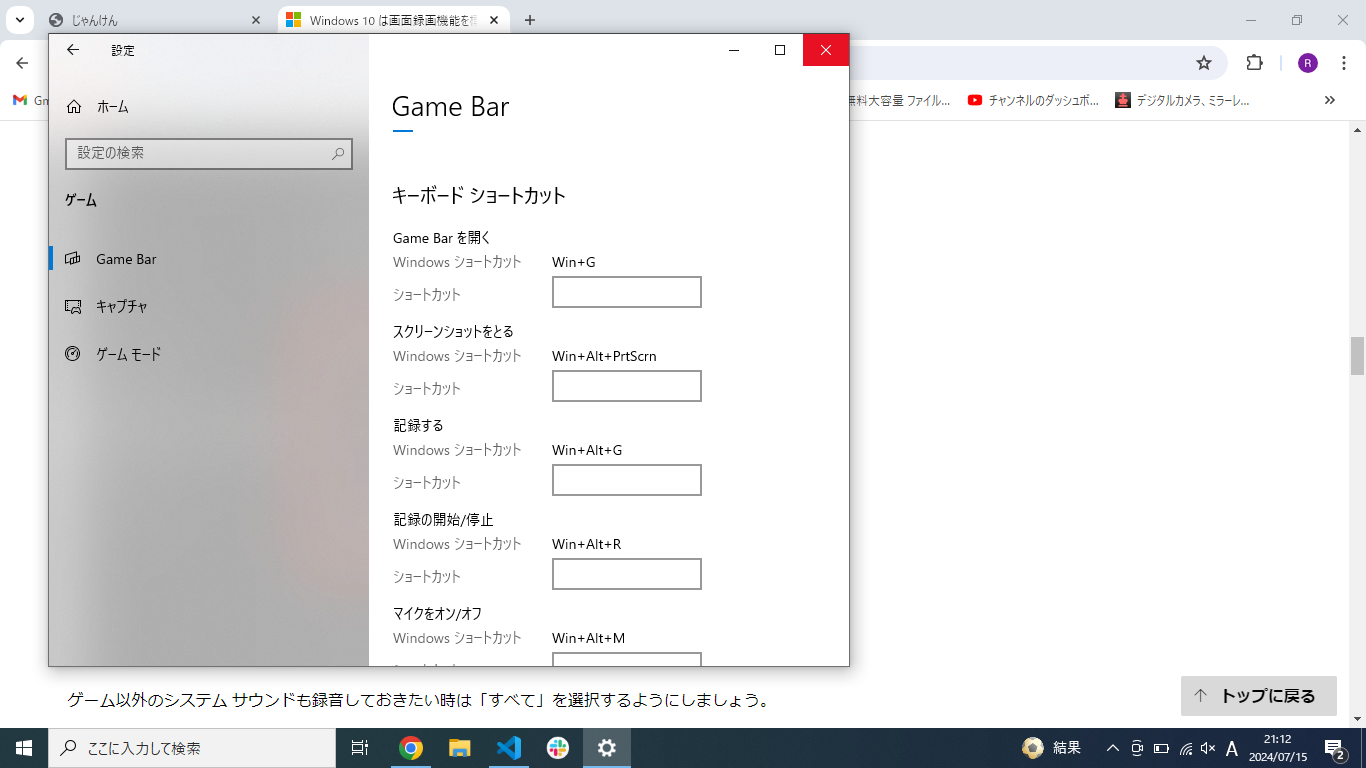 じゃんけん
Windows 10 は画面録画機能を
設定
ホーム
設定の検索
ゲーム
Game Bar
キャプチャ
ゲーム モード
Game Bar
キーボード ショートカット
Game Bar を開く
Windows ショートカット Win+G
ショートカット
スクリーンショットをとる
Windows ショートカット Win+Alt+PrtScrn
ショートカット
記録する
Windows ショートカット Win+Alt+G
ショートカット
記録の開始/停止
Windows ショートカット Win+Alt+R
ショートカット
マイクをオン/オフ
Windows ショートカット Win+Alt+M
R
Gm
無料大容量 ファイル... チャンネルのダッシュボ... デジタルカメラ、ミラーレ...
ゲーム以外のシステム サウンドも録音しておきたい時は「すべて」を選択するようにしましょう。
トップに戻る
ここに入力して検索
結果
A
21:12
2024/07/15
2